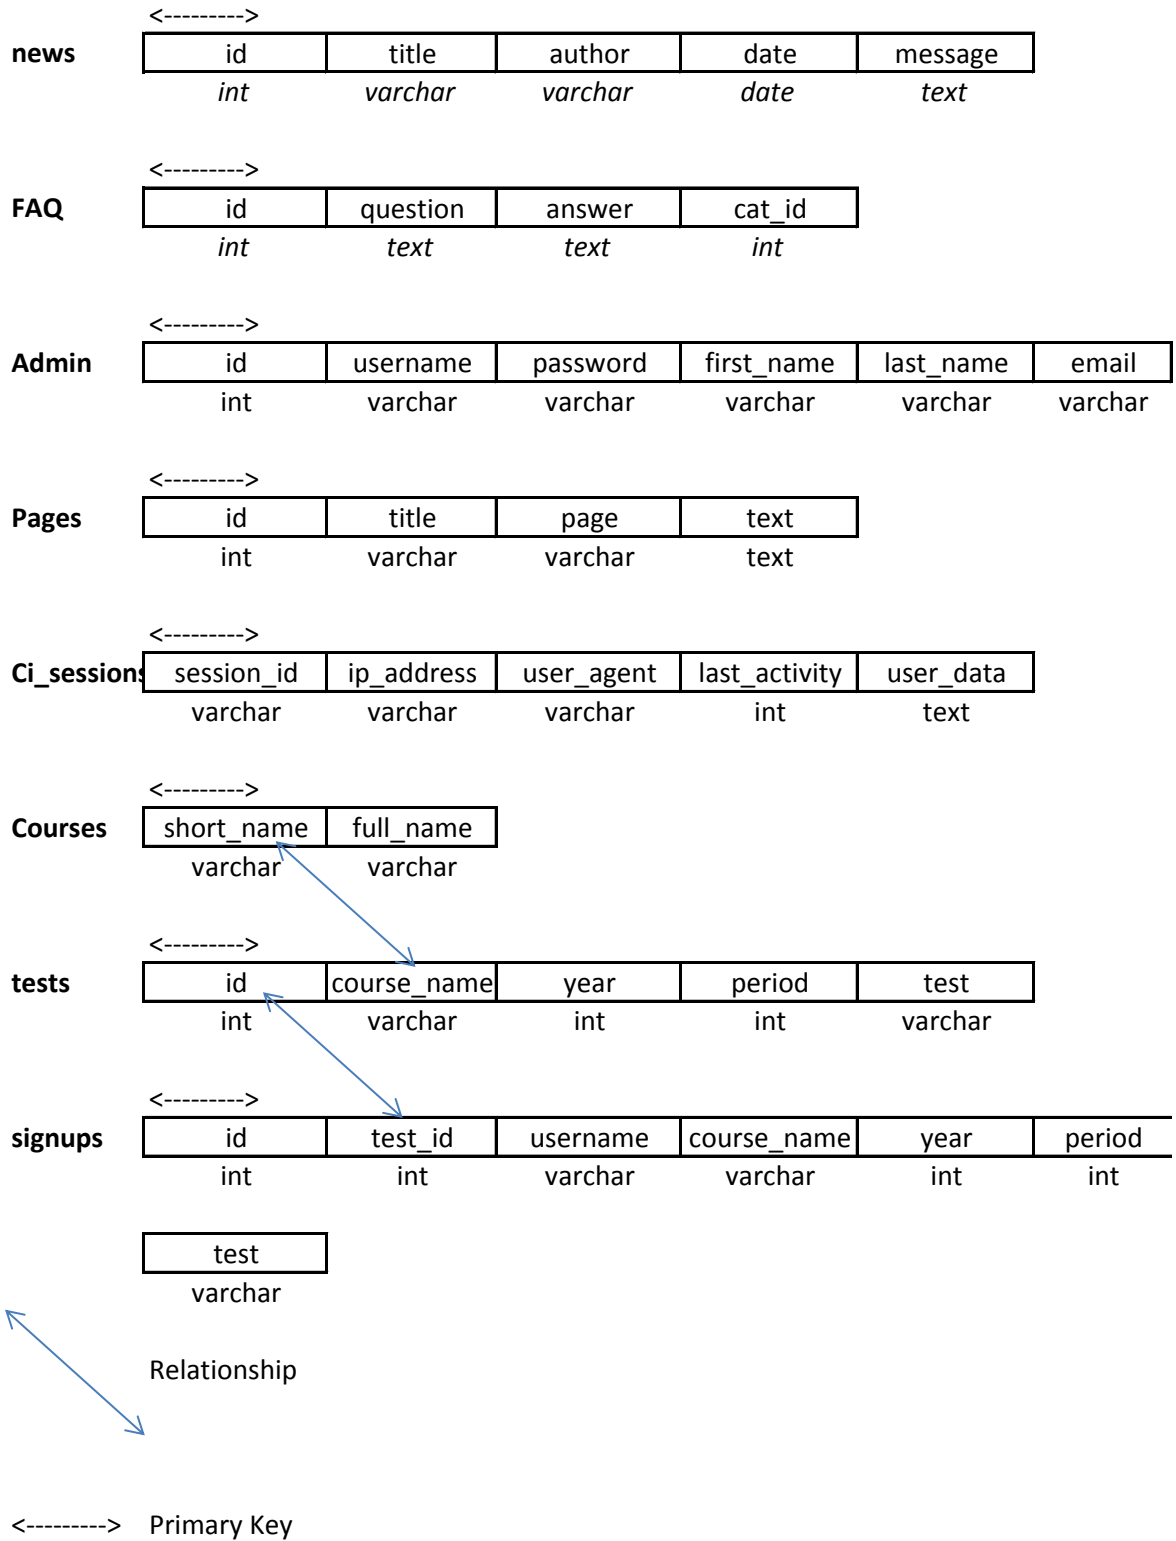 <--------->
news id title author date message
int varchar varchar date text
<--------->
FAQ id question answer cat_id
int text text int
<--------->
Admin id username password first_name last_name email
int varchar varchar varchar varchar varchar
<--------->
Pages id title page text
int varchar varchar text
<--------->
Ci_sessions session_id ip_address user_agent last_activity user_data
varchar varchar varchar int text
<--------->
Courses short_name full_name
varchar varchar
<--------->
tests id course_name year period test
int varchar int int varchar
<--------->
signups id test_id username course_name year period
int int varchar varchar int int
test
varchar
Relationship
<---------> Primary Key